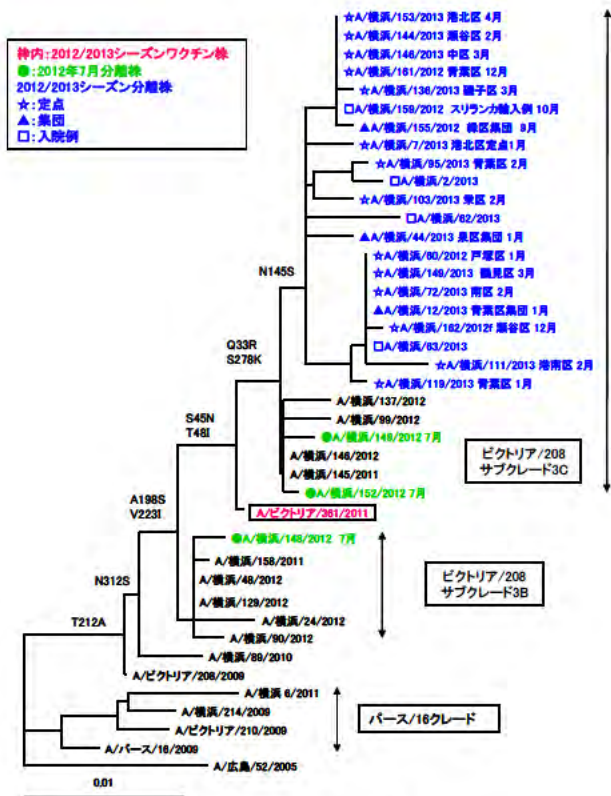 枠内:2012/2013シーズンワクチン株
●:2012年7月分離株
2012/2013シーズン分離株
☆:定点
▲:集団
□:入院例
☆A/横浜/153/2013 港北区 4月
☆A/横浜/144/2013 瀬谷区 2月
☆A/横浜/146/2013 中区 3月
☆A/横浜/161/2012 青葉区 12月
☆A/横浜/136/2013 磯子区 3月
□A/横浜/159/2012 スリランカ輸入例 10月
▲A/横浜/155/2012 緑区集団 9月
☆A/横浜/7/2013 港北区定点1月
☆A/横浜/95/2013 青葉区 2月
□A/横浜/2/2013
☆A/横浜/103/2013 栄区 2月
□A/横浜/62/2013
▲A/横浜/44/2013 泉区集団 1月
☆A/横浜/60/2012 戸塚区 1月
N145S
☆A/横浜/149/2013 鶴見区 3月
☆A/横浜/72/2013 南区 2月
▲A/横浜/12/2013 青葉区集団 1月
☆A/横浜/162/2012f 瀬谷区 12月
Q33R
S278K
□A/横浜/63/2013
☆A/横浜/111/2013 港南区 2月
☆A/横浜/119/2013 青葉区 1月
A/横浜/137/2012
S45N
T48I
A/横浜/99/2012
●A/横浜/149/2012 7月
A/横浜/146/2012
A/横浜/145/2011
●A/横浜/152/2012 7月
ビクトリア/208
サブクレード3C
A198S
V223I
A/ビクトリア/361/2011
●A/横浜/148/2012 7月
A/横浜/158/2011
N312S
A/横浜/48/2012
A/横浜/129/2012
ビクトリア/208
サブクレード3B
T212A
A/横浜/24/2012
A/横浜/90/2012
A/横浜/89/2010
A/ビクトリア/208/2009
A/横浜 6/2011
A/横浜/214/2009
A/ビクトリア/210/2009
パース/16クレード
A/パース/16/2009
A/広島/52/2005
0.01